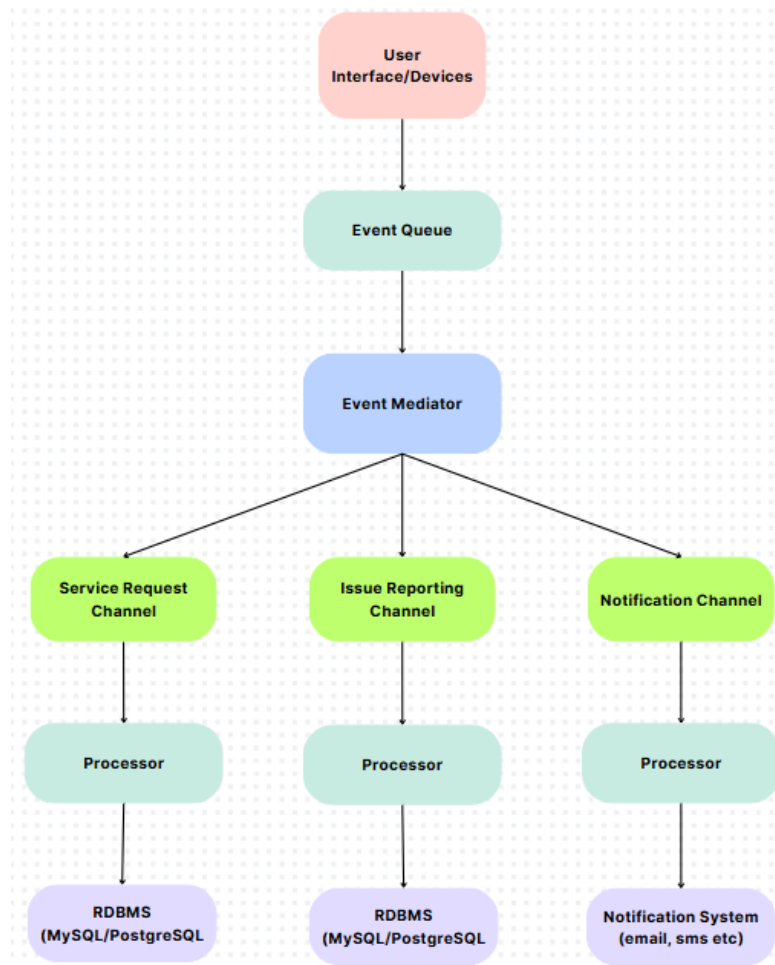 User
Interface/Devices
Event Queue
Event Mediator
Service Request
Channel
Issue Reporting
Channel
Notification Channel
Processor
Processor
Processor
RDBMS
(MySQL/PostgreSQL
RDBMS
(MySQL/PostgreSQL
Notification System
(email, sms etc)